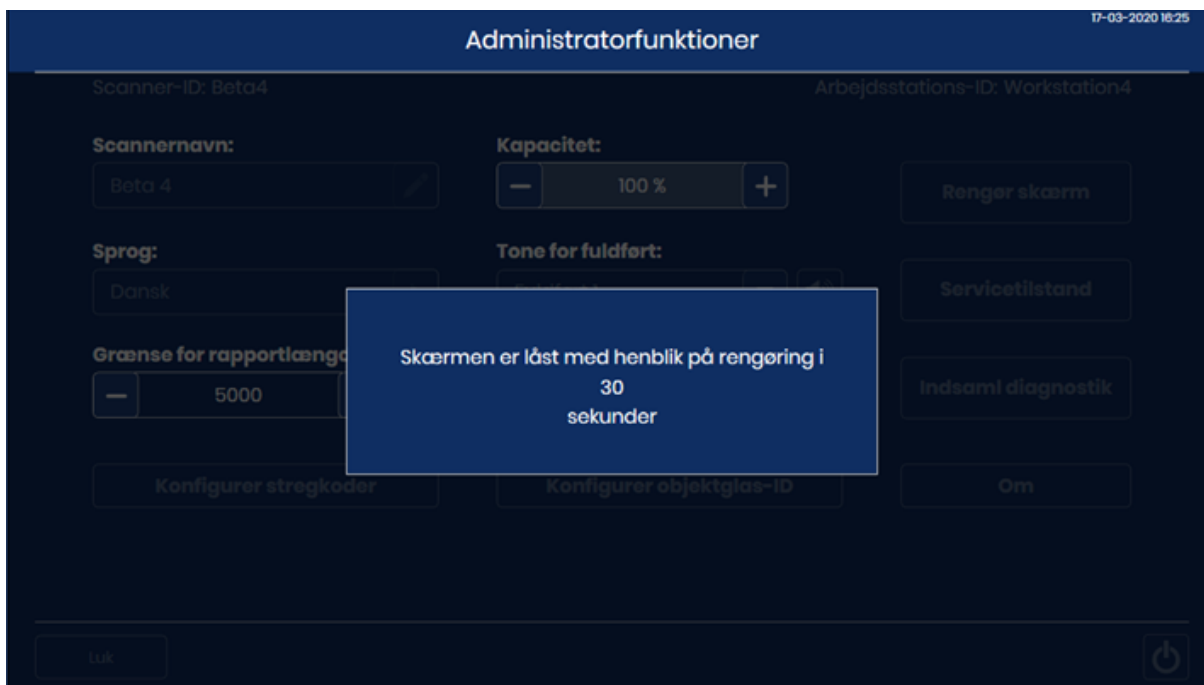 17-03-2020 16:25
Administratorfunktioner
Scanner-ID: Beta4
Arbejdsstations-ID: Workstation4
Scannernavn:
Kapacitet:
Beta 4
100 %
Rengør skærm
Sprog:
Tone for fuldført:
Dansk
Servicetilstand
Skærmen er låst med henblik på rengøring i
30
sekunder
Grænse for
5000
Indsaml diagnostik
Konfigurer stregkoder
Konfigurer objektglas-ID
Om
Luk